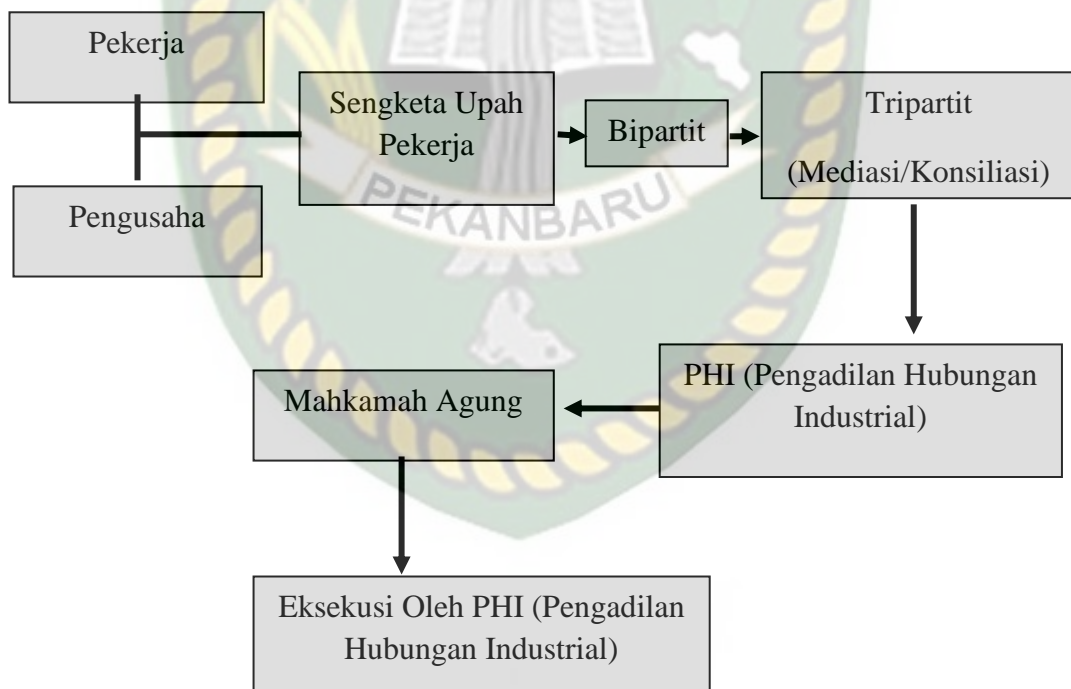 Pekerja
Sengketa Upah
Pekerja
Bipartit
Tripartit
(Mediasi/Konsiliasi)
Pengusaha
PEKANBARU
PHI (Pengadilan Hubungan
Industrial)
Mahkamah Agung
Eksekusi Oleh PHI (Pengadilan
Hubungan Industrial)